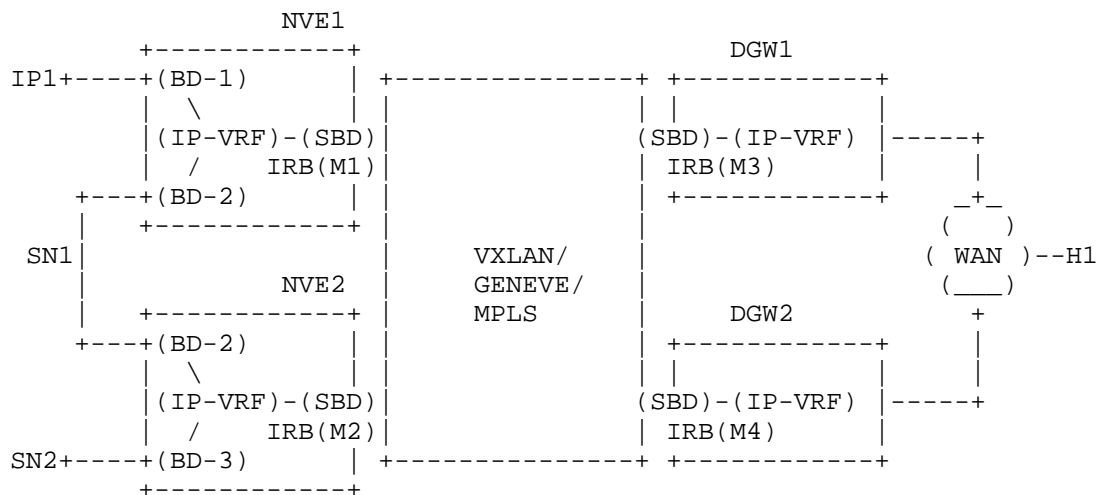 NVE1
DGW1
IP1 (BD-1)
(IP-VRF)-(SBD) (SBD)-(IP-VRF)
IRB(M1) IRB(M3)
(BD-2)
SN1 VXLAN/ ( WAN )--H1
NVE2 GENEVE/
MPLS DGW2
(BD-2)
(IP-VRF)-(SBD) (SBD)-(IP-VRF)
IRB(M2) IRB(M4)
SN2 (BD-3)